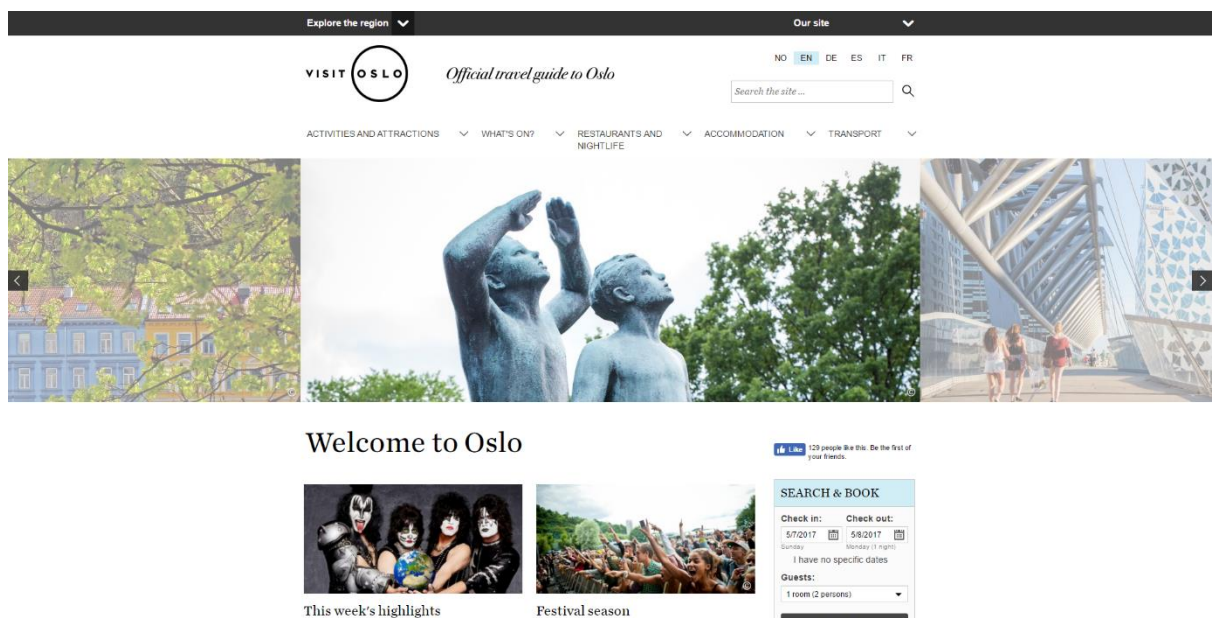 Explore the region
Our site
VISIT OSLO
Official travel guide to Oslo
NO EN DE ES IT FR
Search the site ...
ACTIVITIES AND ATTRACTIONS
WHAT'S ON?
RESTAURANTS AND
NIGHTLIFE
ACCOMMODATION
TRANSPORT
©
©
Welcome to Oslo
Like
129 people like this. Be the first of
your friends.
SEARCH & BOOK
Check in: Check out:
5/7/2017 5/8/2017
Sunday Monday (1 night)
I have no specific dates
Guests:
1 room (2 persons)
©
This week's highlights
Festival season